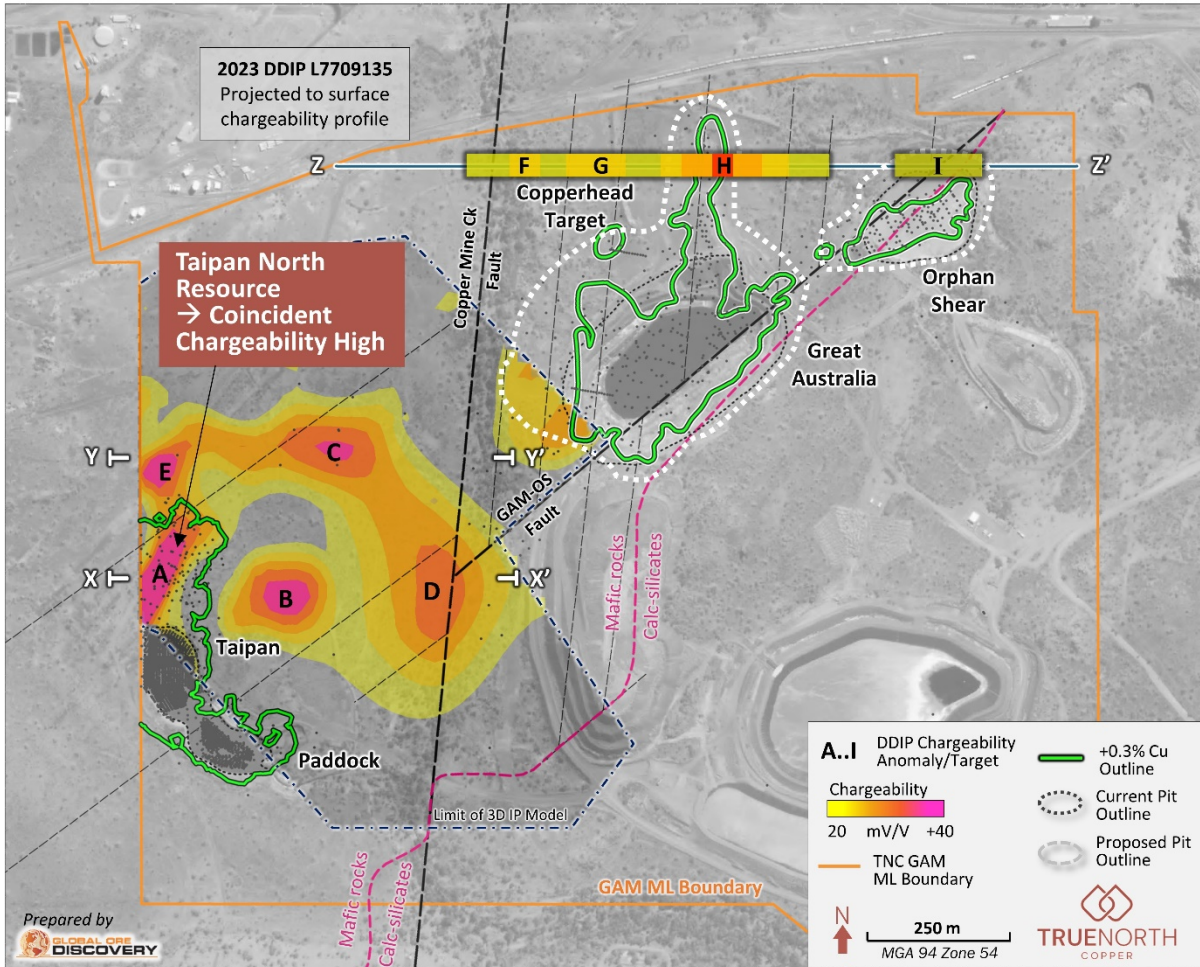 2023 DDIP L7709135
Projected to surface
chargeability profile
Z
F
G
H
I
Z'
Copperhead
Target
Copper Mine Ck
Fault
Taipan North
Resource
→ Coincident
Chargeability High
Orphan
Shear
Great
Australia
Y
E
C
Y'
GAM-OS
Fault
X
A
B
D
X'
Mafic rocks
Calc-silicates
Taipan
Paddock
Limit of 3D IP Model
Mafic rocks
Calc-silicates
GAM ML Boundary
A..I
DDIP Chargeability
Anomaly/Target
Chargeability
20 mV/V +40
TNC GAM
ML Boundary
+0.3% Cu
Outline
Current Pit
Outline
Proposed Pit
Outline
N
250 m
MGA 94 Zone 54
TRUENORTH
COPPER
Prepared by
GLOBAL ORE
DISCOVERY